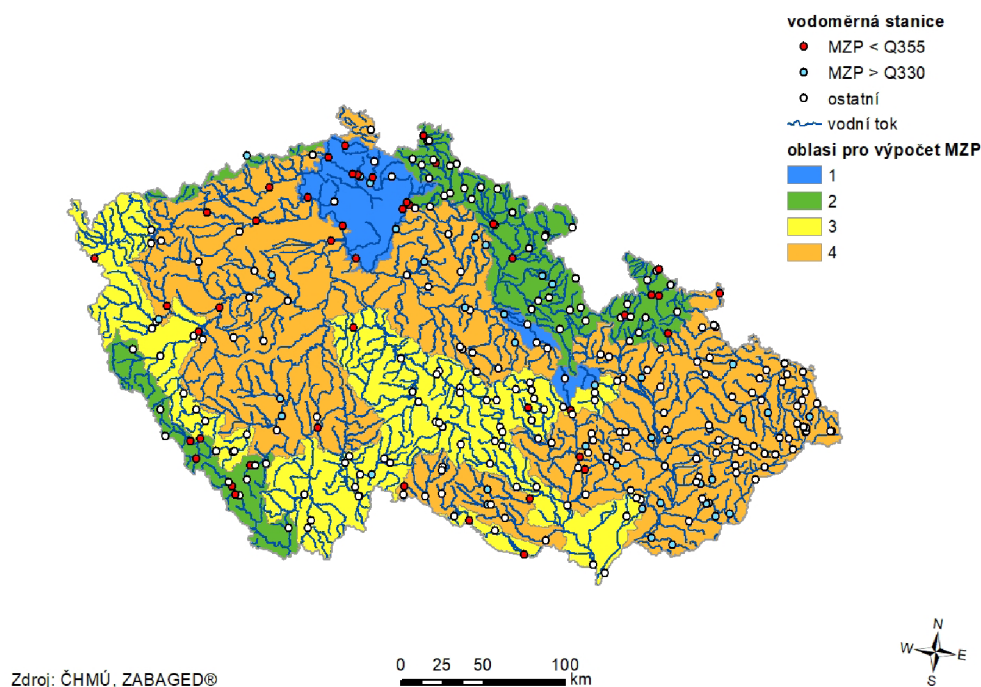 vodoměrná stanice
MZP < Q355
MZP > Q330
ostatní
vodní tok
oblasi pro výpočet MZP
1
2
3
4
N
W E
S
0 25 50 100
km
Zdroj: ČHMÚ, ZABAGED®